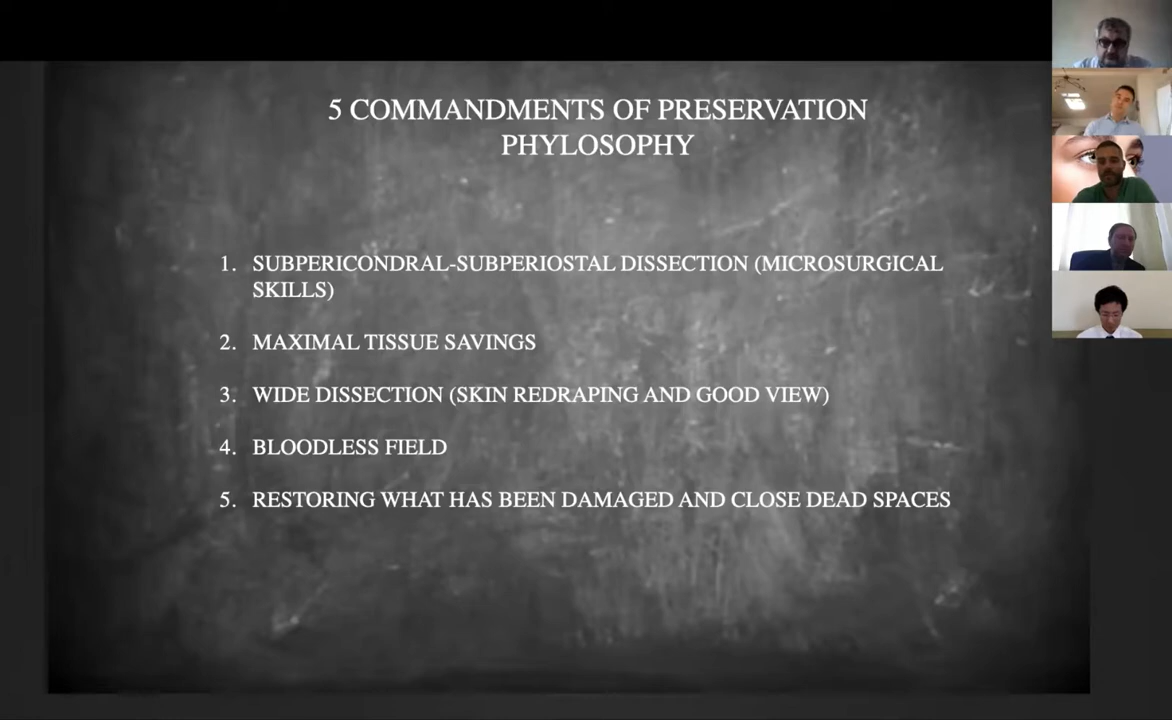 5 COMMANDMENTS OF PRESERVATION
PHYLOSOPHY
1. SUBPERICONDRAL-SUBPERIOSTAL DISSECTION (MICROSURGICAL
SKILLS)
2. MAXIMAL TISSUE SAVINGS
3. WIDE DISSECTION (SKIN REDRAPING AND GOOD VIEW)
4. BLOODLESS FIELD
5. RESTORING WHAT HAS BEEN DAMAGED AND CLOSE DEAD SPACES